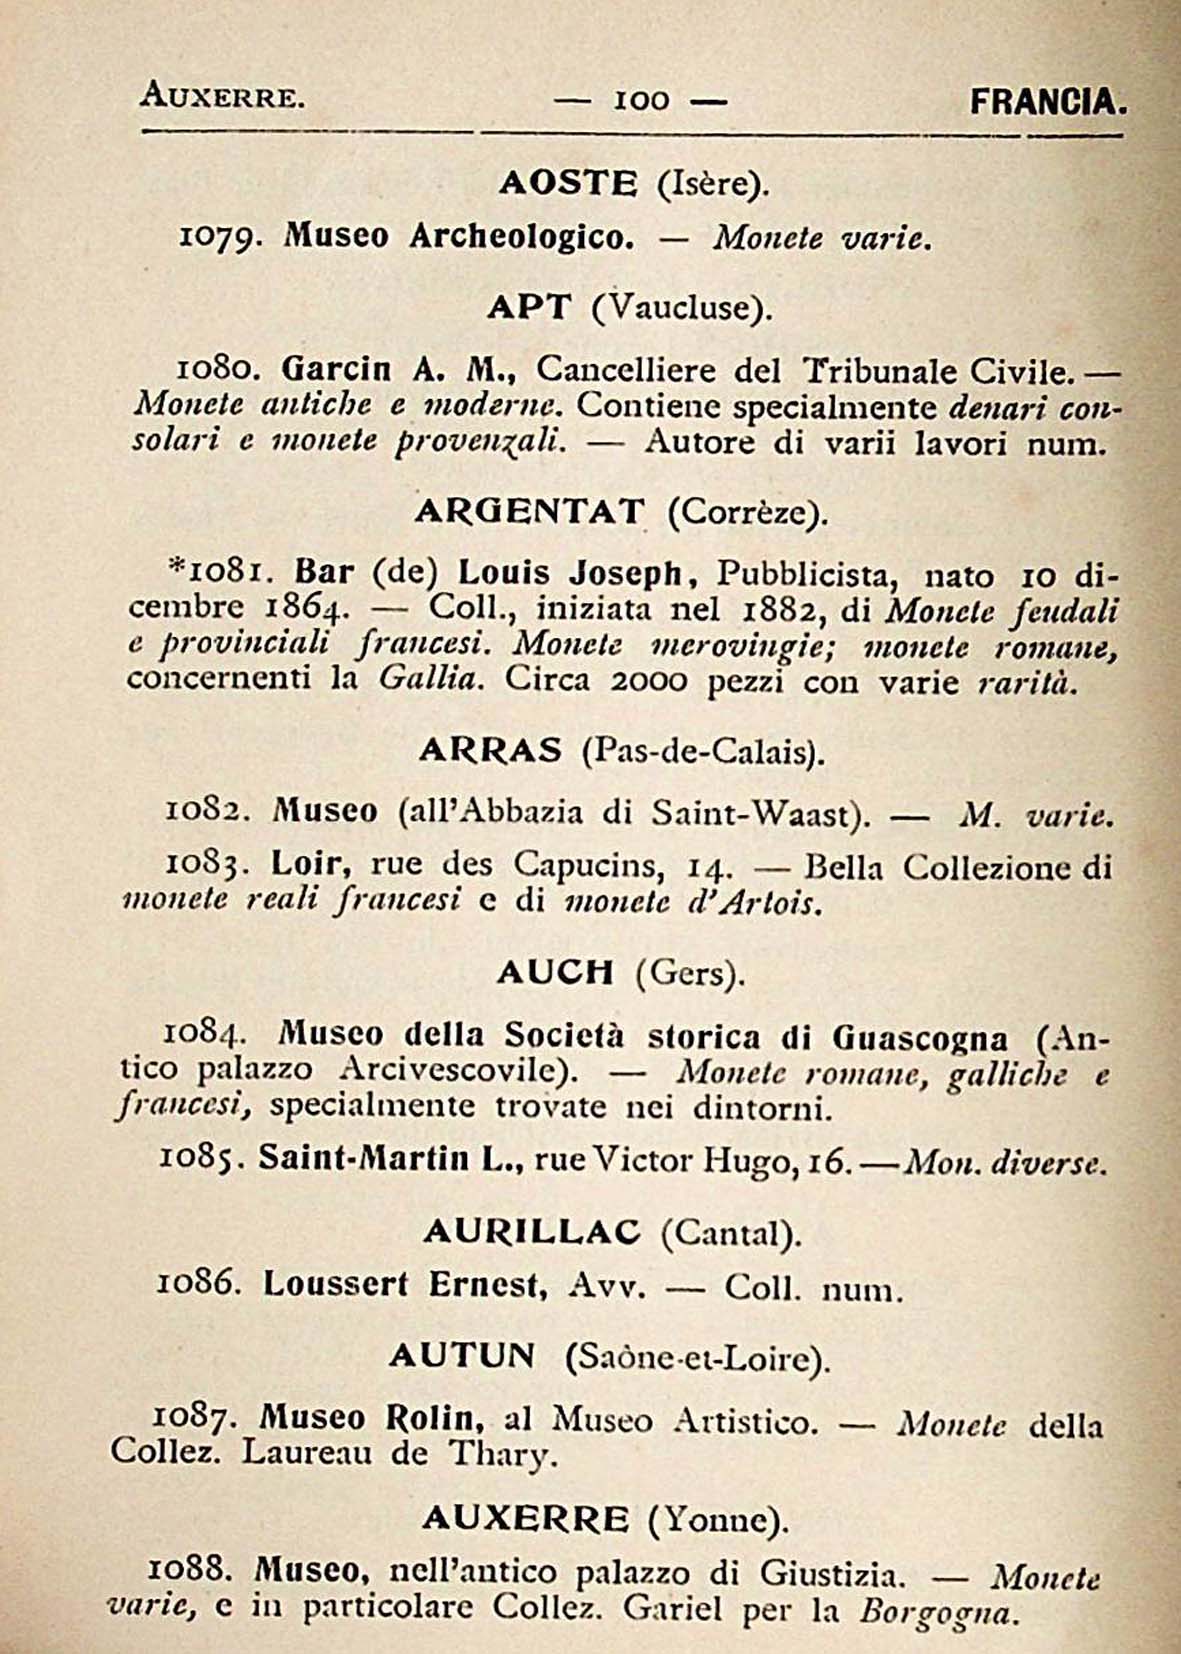 AUXERRE. — 100 — FRANCIA.
AOSTE (Isère).
1079. Museo Archeologico. — Monete varie.
APT (Vaucluse).
1080. Garcin A. M., Cancelliere del Tribunale Civile. —
Monete antiche e moderne. Contiene specialmente denari con-
solari e monete provenzali. — Autore di varii lavori num.
ARGENTAT (Corrèze).
*1081. Bar (de) Louis Joseph, Pubblicista, nato 10 di-
cembre 1864. — Coll., iniziata nel 1882, di Monete feudali
e provinciali francesi. Monete merovingie; monete romane,
concernenti la Gallia. Circa 2000 pezzi con varie rarità.
ARRAS (Pas-de-Calais).
1082. Museo (all'Abbazia di Saint-Waast). — M. varie.
1083. Loir, rue des Capucins, 14. — Bella Collezione di
monete reali francesi e di monete d'Artois.
AUCH (Gers).
1084. Museo della Società storica di Guascogna (An-
tico palazzo Arcivescovile). — Monete romane, galliche e
francesi, specialmente trovate nei dintorni.
1085. Saint-Martin L., rue Victor Hugo, 16. — Mon. diverse.
AURILLAC (Cantal).
1086. Loussert Ernest, Avv. — Coll. num.
AUTUN (Saône-et-Loire).
1087. Museo Rolin, al Museo Artistico. — Monete della
Collez. Laureau de Thary.
AUXERRE (Yonne).
1088. Museo, nell'antico palazzo di Giustizia. — Monete
varie, e in particolare Collez. Gariel per la Borgogna.